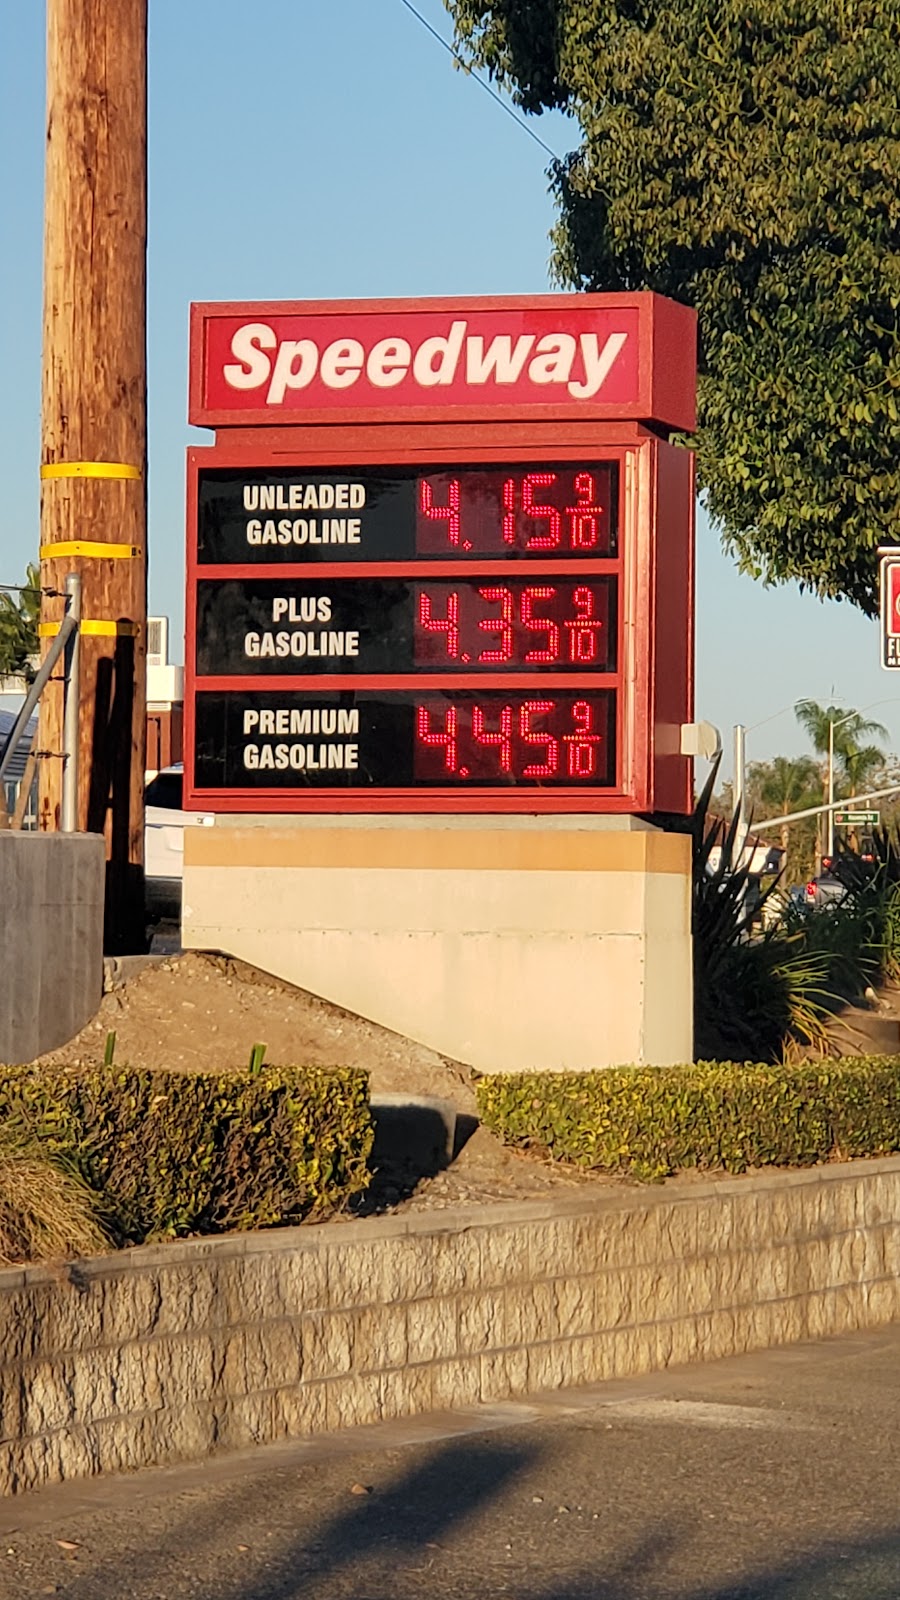 Speedway
UNLEADED
GASOLINE
4.15 9/10
PLUS
GASOLINE
4.35 9/10
PREMIUM
GASOLINE
4.45 9/10